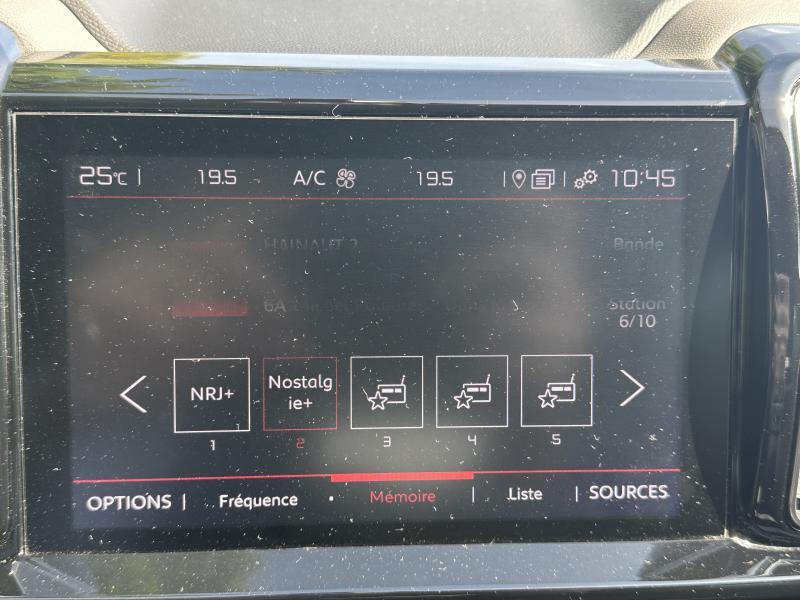 25°C | 19.5 A/C 19.5 | | 10:45
HAINAUT 2 Bande
6A Station
6/10
NRJ+ Nostalg
ie+
1 2 3 4 5
OPTIONS | Fréquence Mémoire | Liste | SOURCES